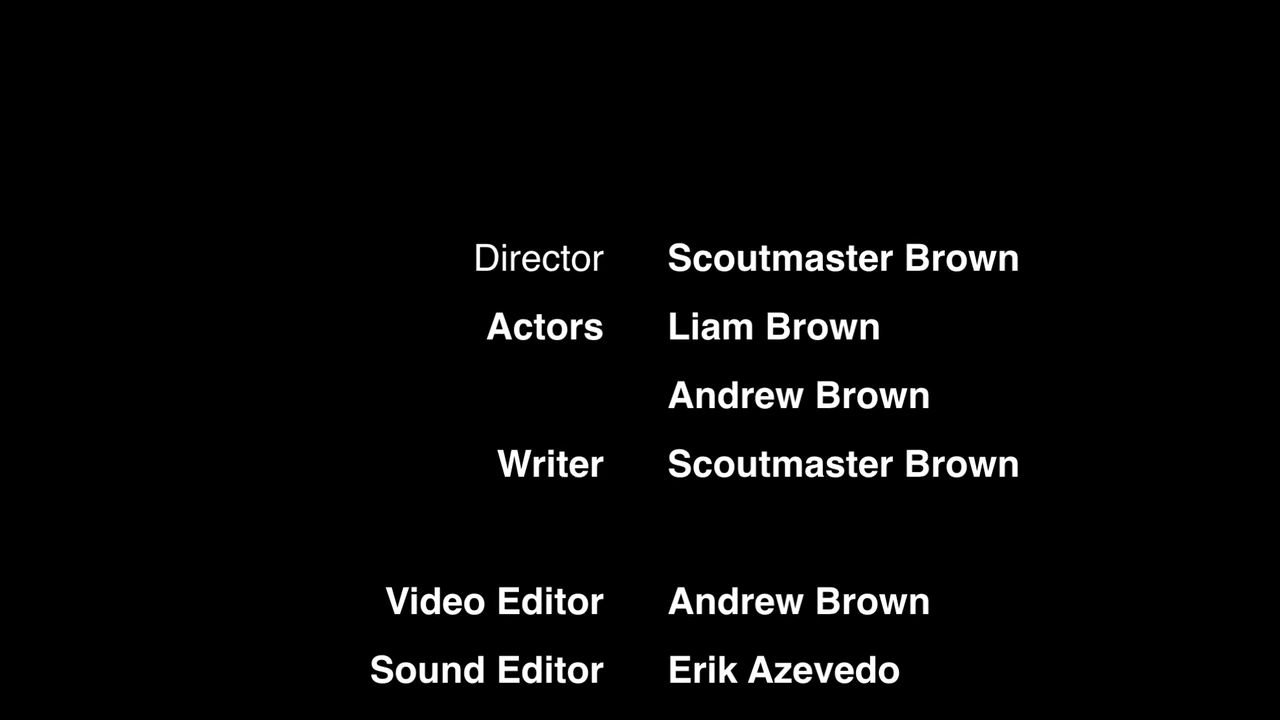 Director Scoutmaster Brown
Actors Liam Brown
Andrew Brown
Writer Scoutmaster Brown
Video Editor Andrew Brown
Sound Editor Erik Azevedo